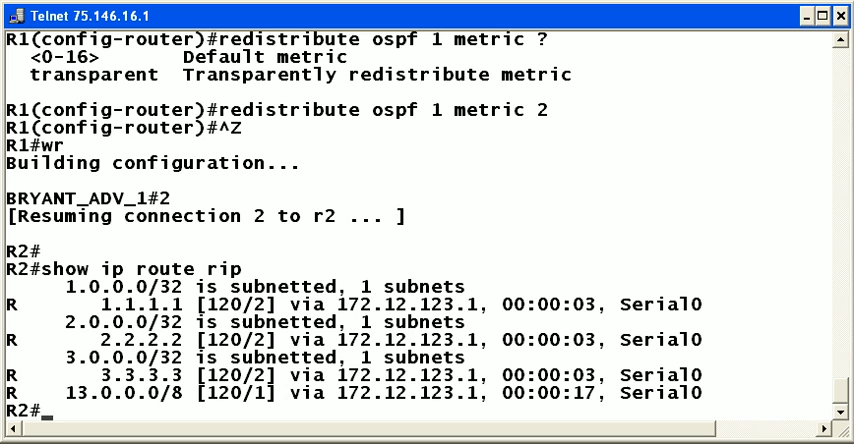 Telnet 75.146.16.1
R1(config-router)#redistribute ospf 1 metric ?
  <0-16>       Default metric
  transparent  Transparently redistribute metric
R1(config-router)#redistribute ospf 1 metric 2
R1(config-router)#^Z
R1#wr
Building configuration...
BRYANT_ADV_1#2
[Resuming connection 2 to r2 ... ]
R2#
R2#show ip route rip
     1.0.0.0/32 is subnetted, 1 subnets
R       1.1.1.1 [120/2] via 172.12.123.1, 00:00:03, Serial0
     2.0.0.0/32 is subnetted, 1 subnets
R       2.2.2.2 [120/2] via 172.12.123.1, 00:00:03, Serial0
     3.0.0.0/32 is subnetted, 1 subnets
R       3.3.3.3 [120/2] via 172.12.123.1, 00:00:03, Serial0
R    13.0.0.0/8 [120/1] via 172.12.123.1, 00:00:17, Serial0
R2#